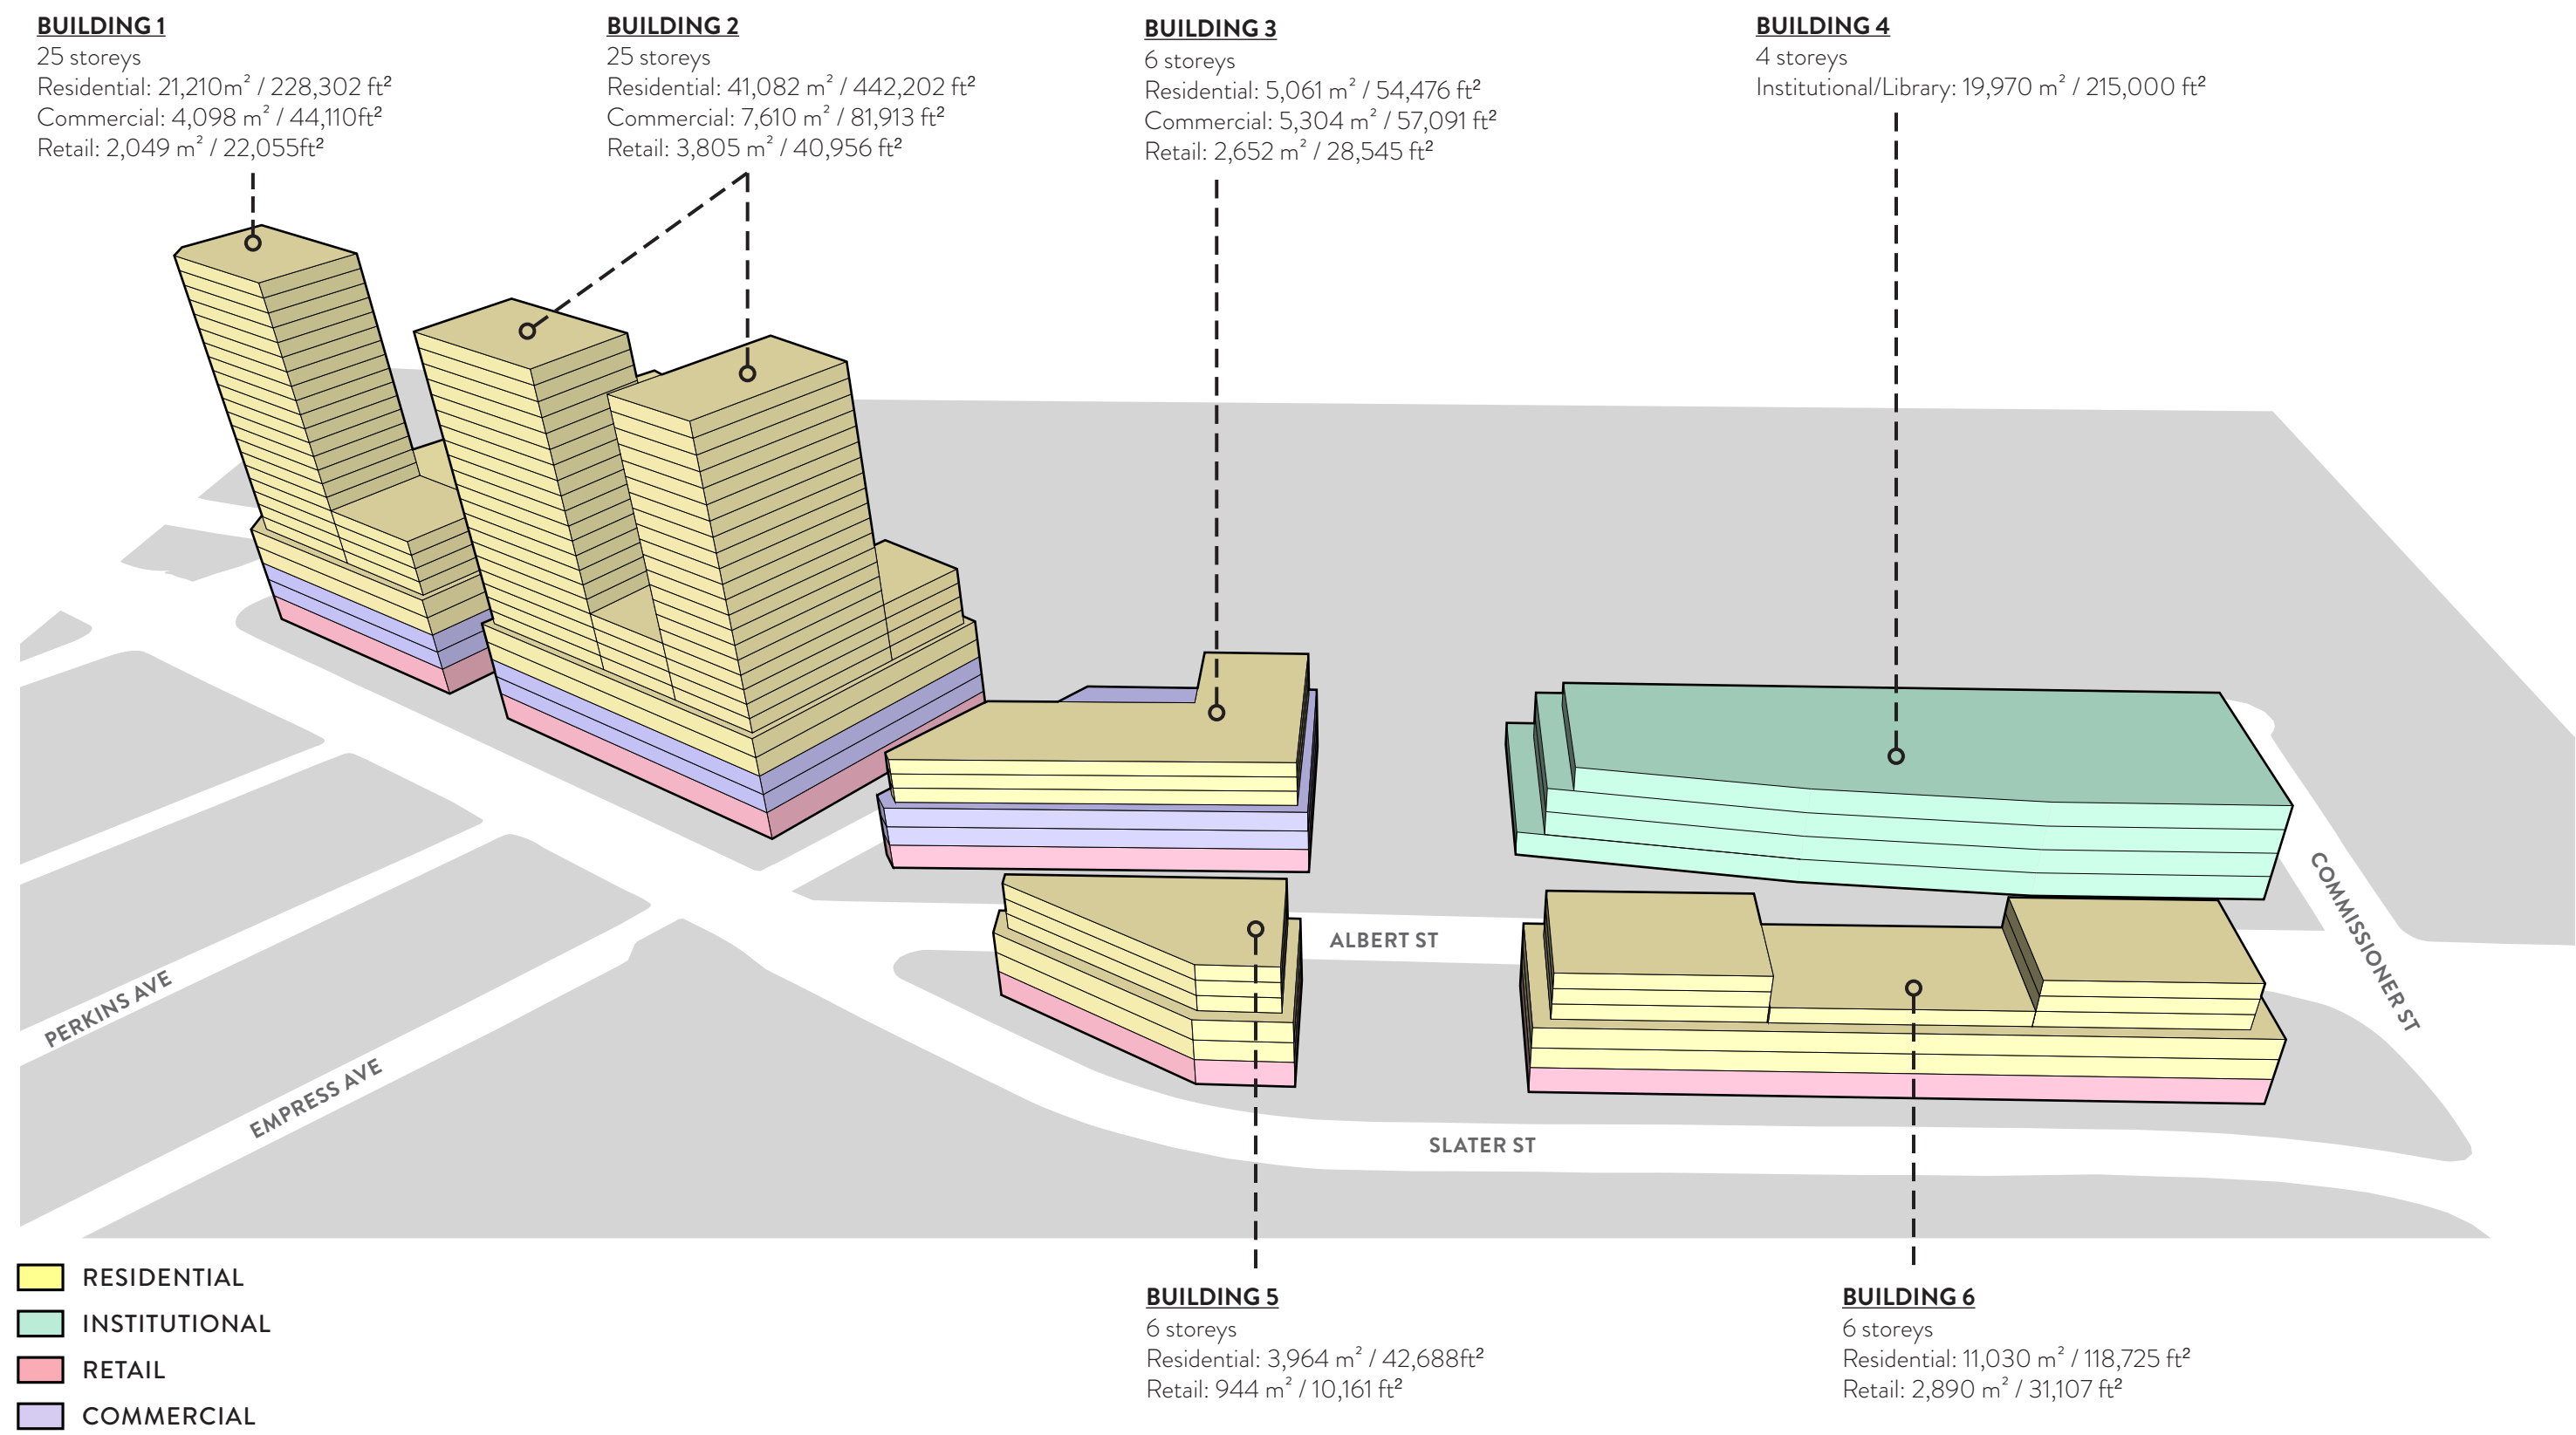 BUILDING 1
25 storeys
Residential: 21,210m² / 228,302 ft²
Commercial: 4,098 m² / 44,110ft²
Retail: 2,049 m² / 22,055ft²
BUILDING 2
25 storeys
Residential: 41,082 m² / 442,202 ft²
Commercial: 7,610 m² / 81,913 ft²
Retail: 3,805 m² / 40,956 ft²
BUILDING 3
6 storeys
Residential: 5,061 m² / 54,476 ft²
Commercial: 5,304 m² / 57,091 ft²
Retail: 2,652 m² / 28,545 ft²
BUILDING 4
4 storeys
Institutional/Library: 19,970 m² / 215,000 ft²
COMMISSIONER ST
ALBERT ST
PERKINS AVE
EMPRESS AVE
SLATER ST
RESIDENTIAL
INSTITUTIONAL
RETAIL
COMMERCIAL
BUILDING 5
6 storeys
Residential: 3,964 m² / 42,688ft²
Retail: 944 m² / 10,161 ft²
BUILDING 6
6 storeys
Residential: 11,030 m² / 118,725 ft²
Retail: 2,890 m² / 31,107 ft²